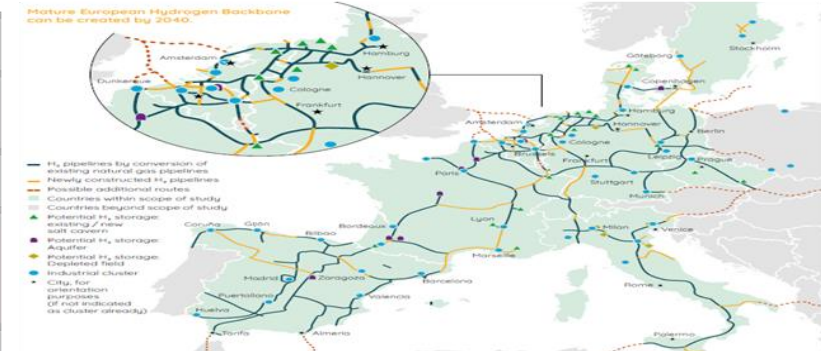 Mature European Hydrogen Backbone
can be created by 2040.
Amsterdam
Hamburg
Hannover
Dunkerque
Cologne
Frankfurt
H₂ pipelines by conversion of
existing natural gas pipelines
Newly constructed H₂ pipelines
Possible additional routes
Countries within scope of study
Countries beyond scope of study
Potential H₂ storage:
existing / new
salt cavern
Potential H₂ storage:
Aquifer
Potential H₂ storage:
Depleted field
Industrial cluster
City, for
orientation
purposes
(if not indicated
as cluster already)
Göteborg
Stockholm
Copenhagen
Hamburg
Amsterdam
Hannover
Berlin
Brussels
Cologne
Leipzig
Prague
Frankfurt
Paris
Stuttgart
Munich
Lyon
Milan
Venice
Coruña
Gijón
Bilbao
Bordeaux
Marseille
Madrid
Zaragoza
Barcelona
Rome
Puertollano
Valencia
Huelva
Tarifa
Almeria
Palermo